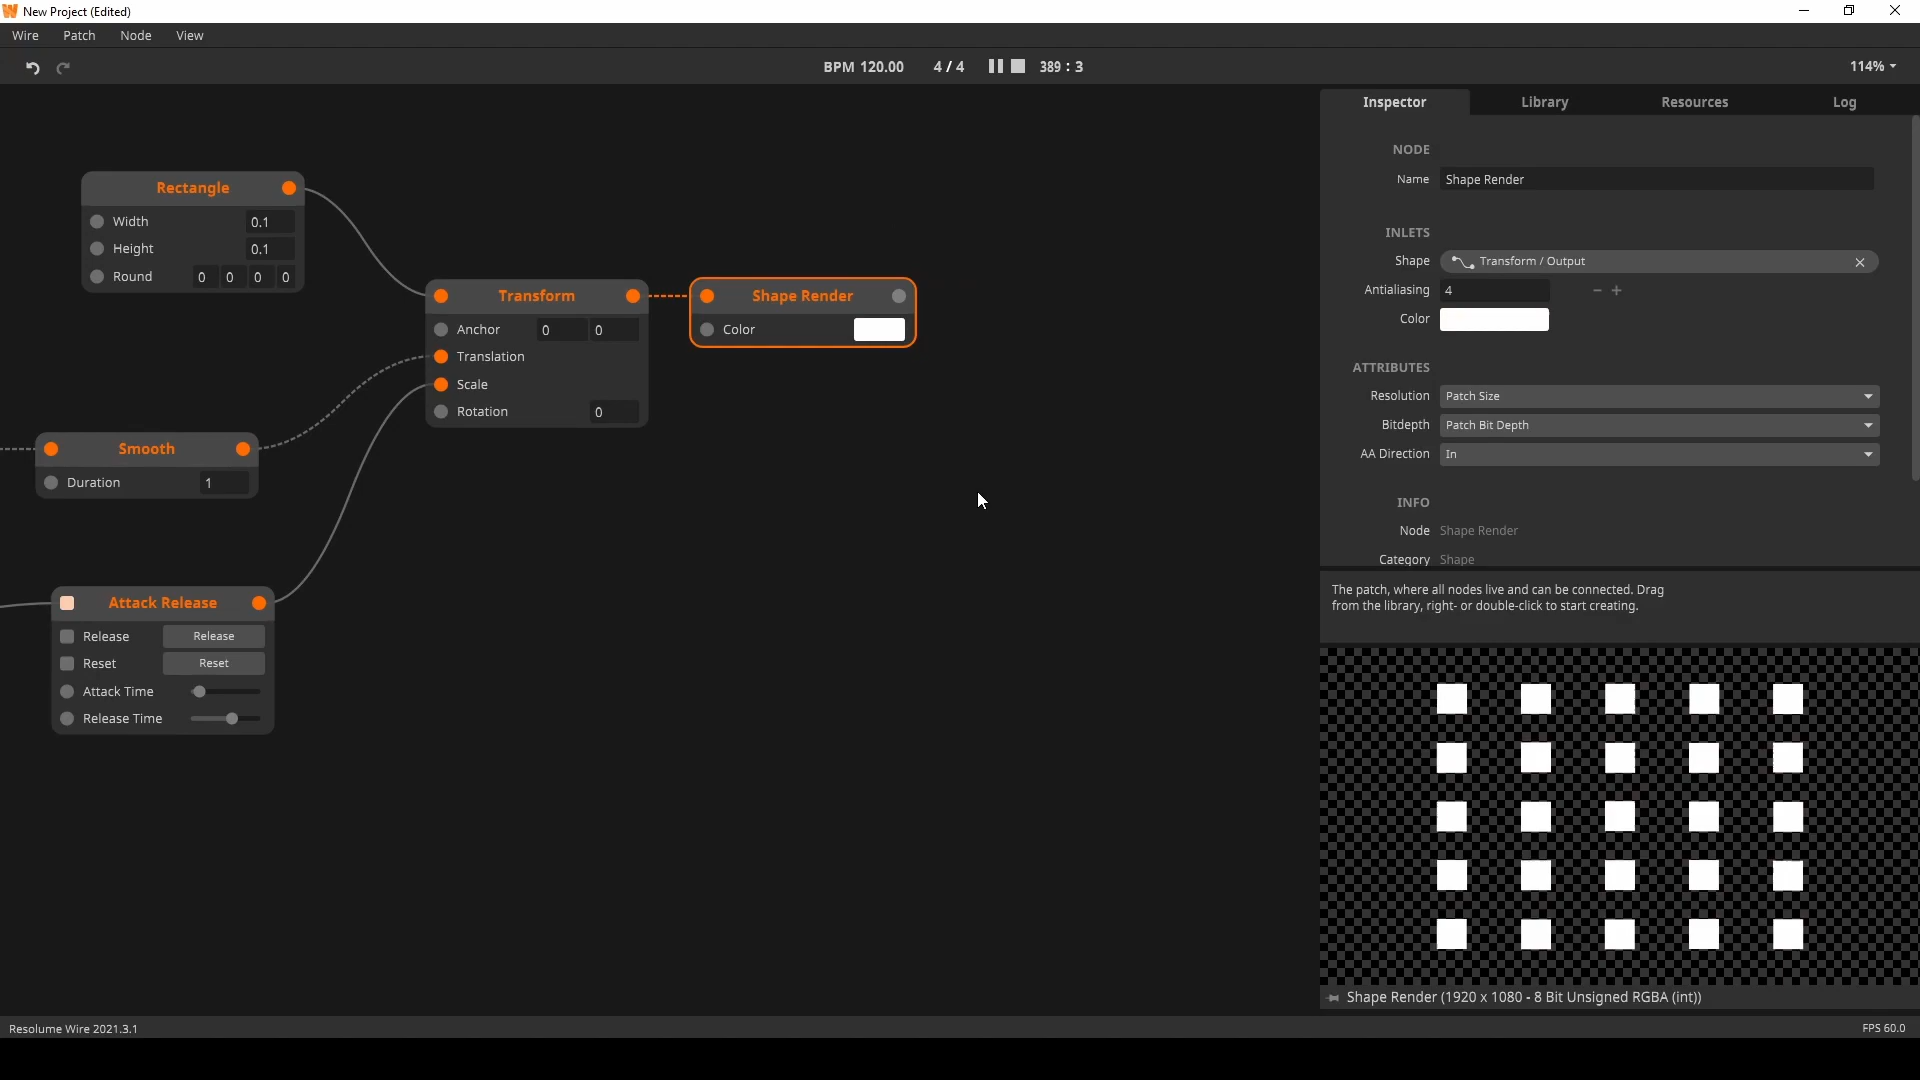 New Project (Edited)
Wire Patch Node View
BPM 120.00 4 / 4 389 : 3 114%
Inspector Library Resources Log
Rectangle
Width 0.1
Height 0.1
Round 0 0 0 0
Transform
Anchor 0 0
Translation
Scale
Rotation 0
Shape Render
Color
Smooth
Duration 1
Attack Release
Release Release
Reset Reset
Attack Time
Release Time
NODE
Name Shape Render
INLETS
Shape Transform / Output
Antialiasing 4 − +
Color
ATTRIBUTES
Resolution Patch Size
Bitdepth Patch Bit Depth
AA Direction In
INFO
Node Shape Render
Category Shape
The patch, where all nodes live and can be connected. Drag
from the library, right- or double-click to start creating.
Shape Render (1920 x 1080 - 8 Bit Unsigned RGBA (int))
Resolume Wire 2021.3.1 FPS 60.0